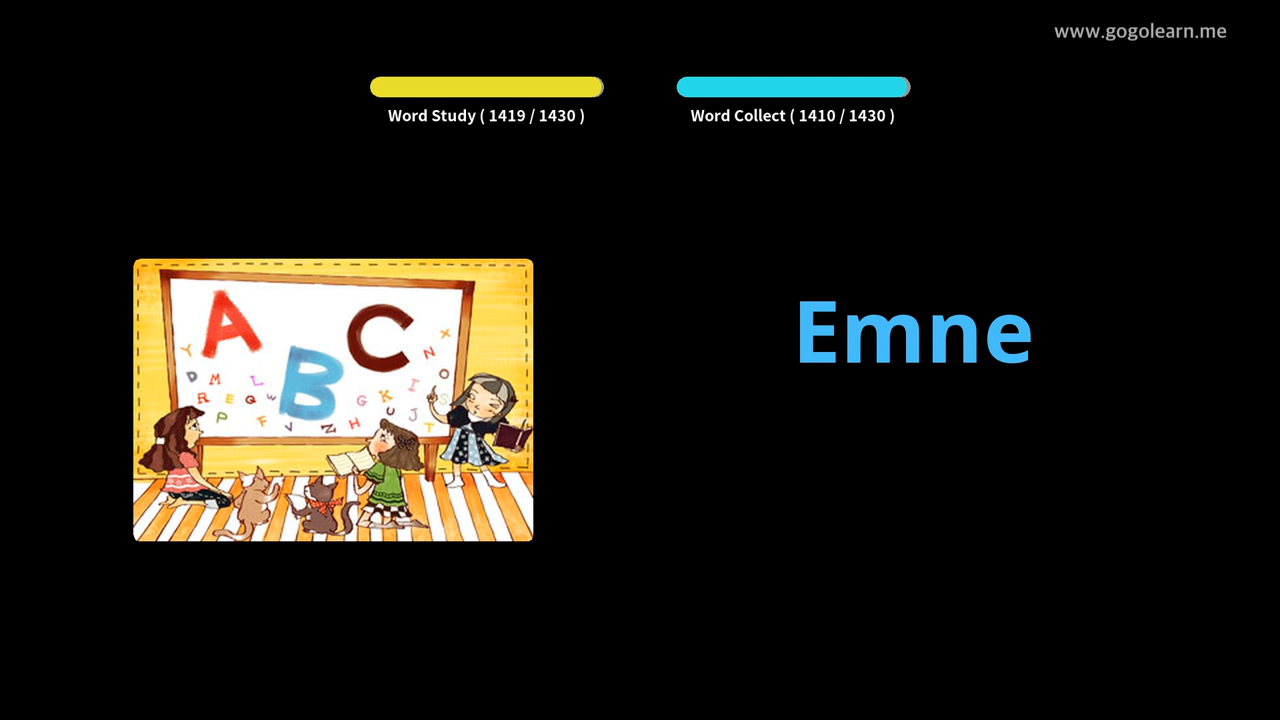 www.gogolearn.me
Word Study ( 1419 / 1430 )
Word Collect ( 1410 / 1430 )
Emne
A
B
C
Y
X
N
D M L O
R E Q W G K I S
P F V Z H U J T